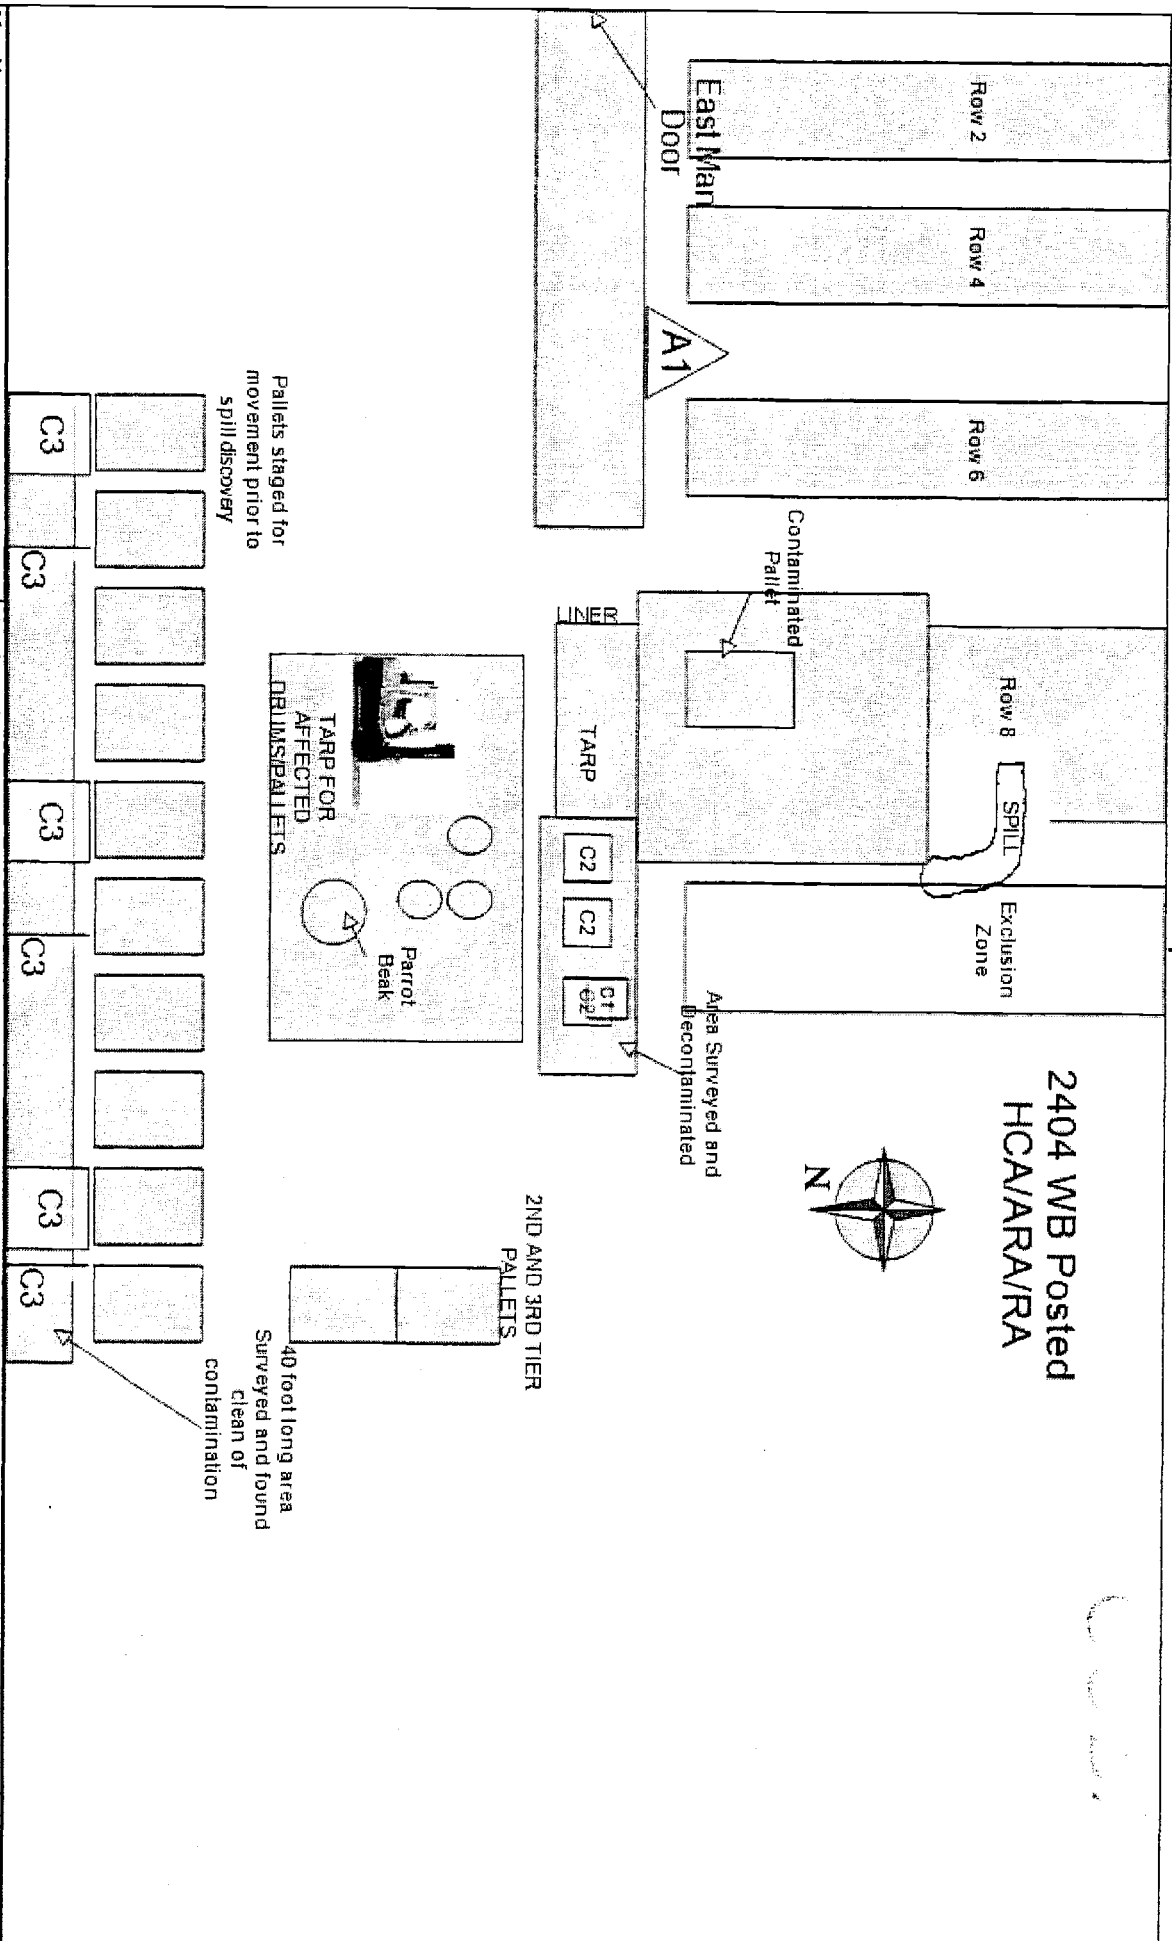 2404 WB Posted
HCA/ARA/RA
Row 2
Row 4
Row 6
Row 8
SPILL
Exclusion
Zone
N
East Man
Door
A1
Contaminated
Pallet
LINER
TARP
C2
C2
C1
C2
Area Surveyed and
Decontaminated
TARP FOR
AFFECTED
DRUMS/PALLETS
Parrot
Beak
2ND AND 3RD TIER
PALLETS
Pallets staged for
movement prior to
spill discovery
40 foot long area
Surveyed and found
clean of
contamination
C3
C3
C3
C3
C3
C3